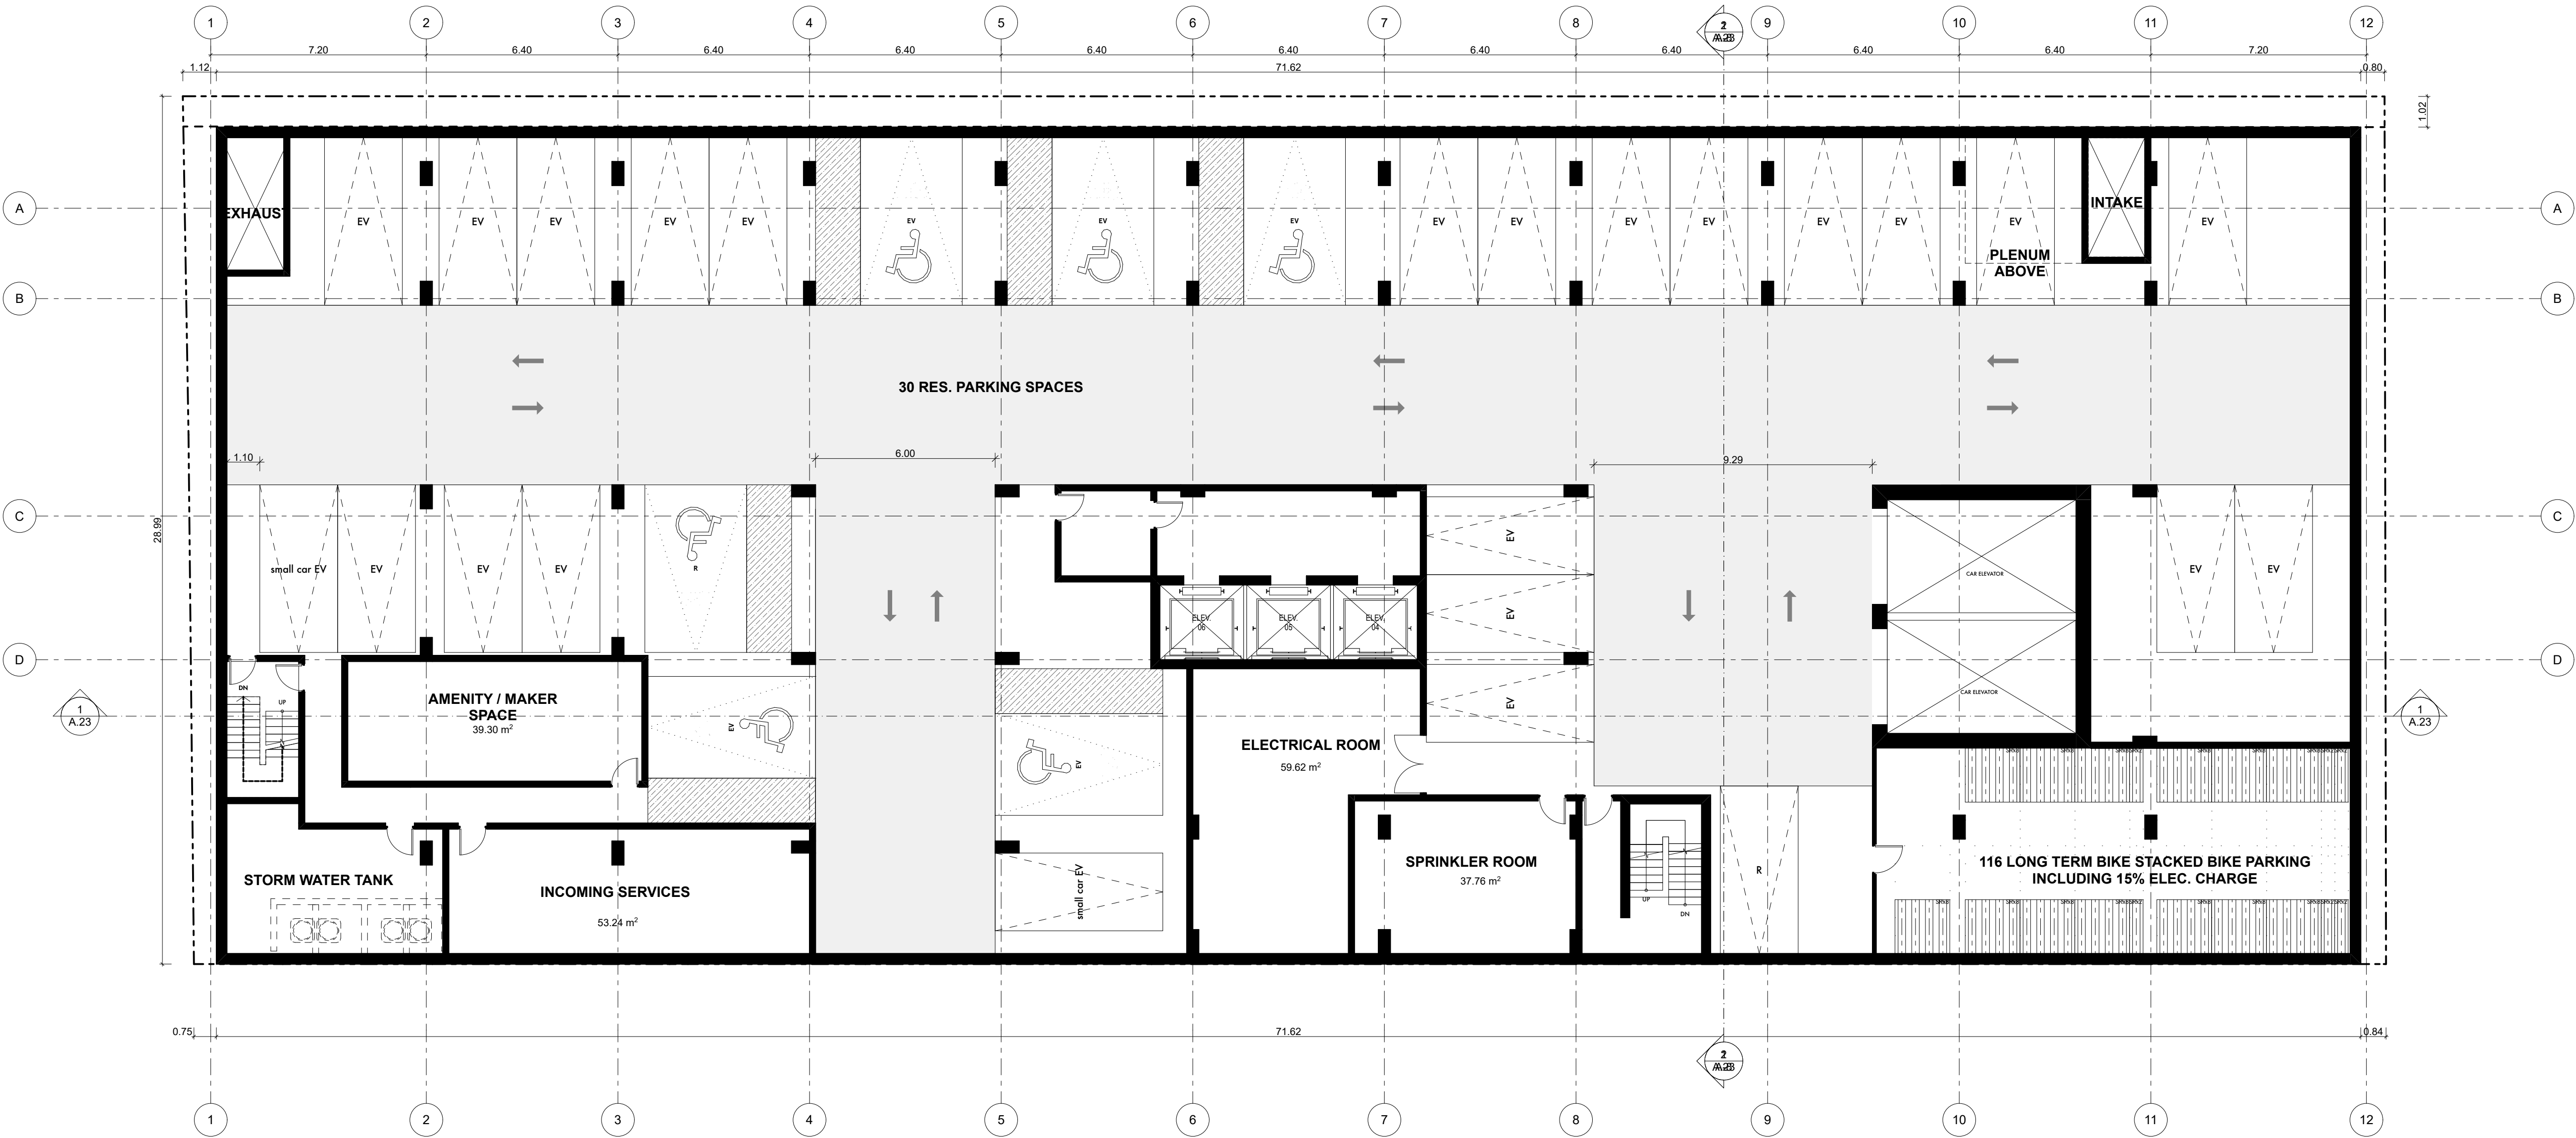 1 2 3 4 5 6 7 8 9 10 11 12
7.20 6.40 6.40 6.40 6.40 6.40 6.40 6.40 6.40 6.40 7.20
1.12 71.62 0.80
1.02
A EXHAUST INTAKE A
EV EV EV EV EV EV EV EV EV EV EV EV EV EV EV EV
PLENUM
ABOVE
B B
30 RES. PARKING SPACES
1.10 6.00 9.29
28.99
C C
small car EV EV EV EV R EV EV EV EV
CAR ELEVATOR
ELEV.
06
ELEV.
05
ELEV.
04
D D
DN UP
AMENITY / MAKER
SPACE
39.30 m²
EV EV EV
CAR ELEVATOR
1
A.23
1
A.23
ELECTRICAL ROOM
59.62 m²
STORM WATER TANK
INCOMING SERVICES
53.24 m²
small car EV
SPRINKLER ROOM
37.76 m²
UP DN
R
116 LONG TERM BIKE STACKED BIKE PARKING
INCLUDING 15% ELEC. CHARGE
0.75 71.62 0.84
1 2 3 4 5 6 7 8 9 10 11 12